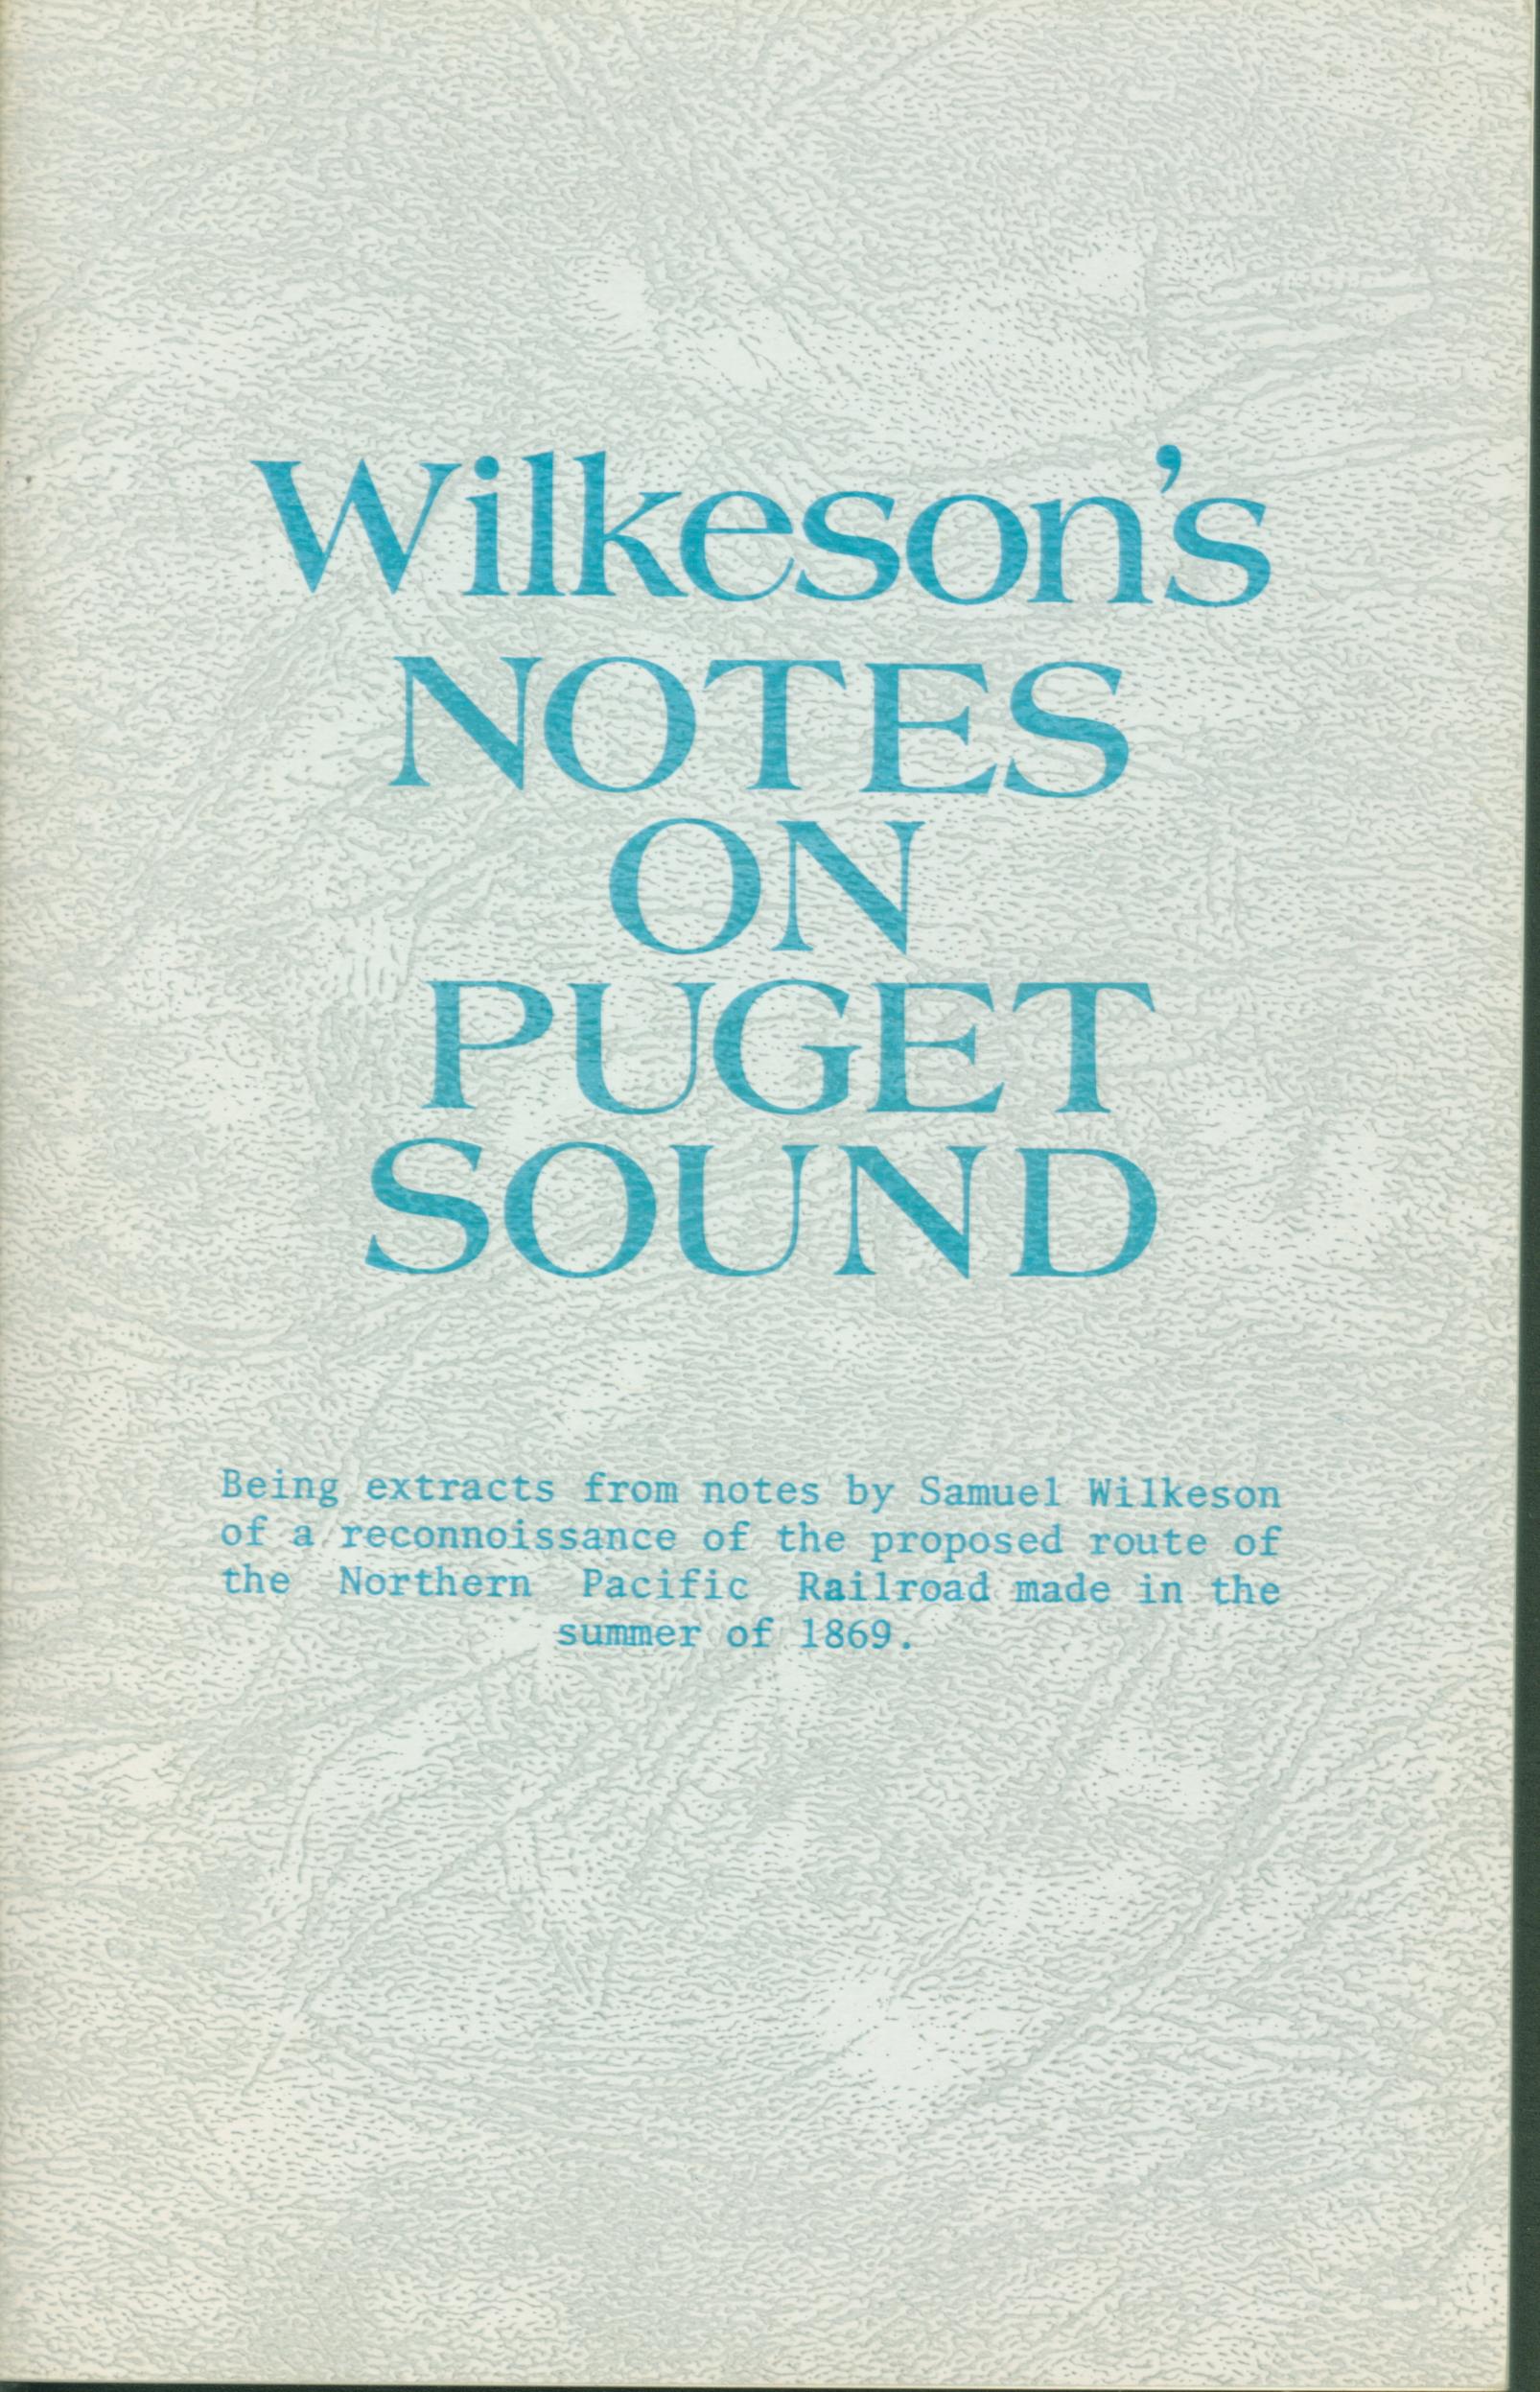 Wilkeson's
NOTES
ON
PUGET
SOUND
Being extracts from notes by Samuel Wilkeson
of a reconnoissance of the proposed route of
the Northern Pacific Railroad made in the
summer of 1869.